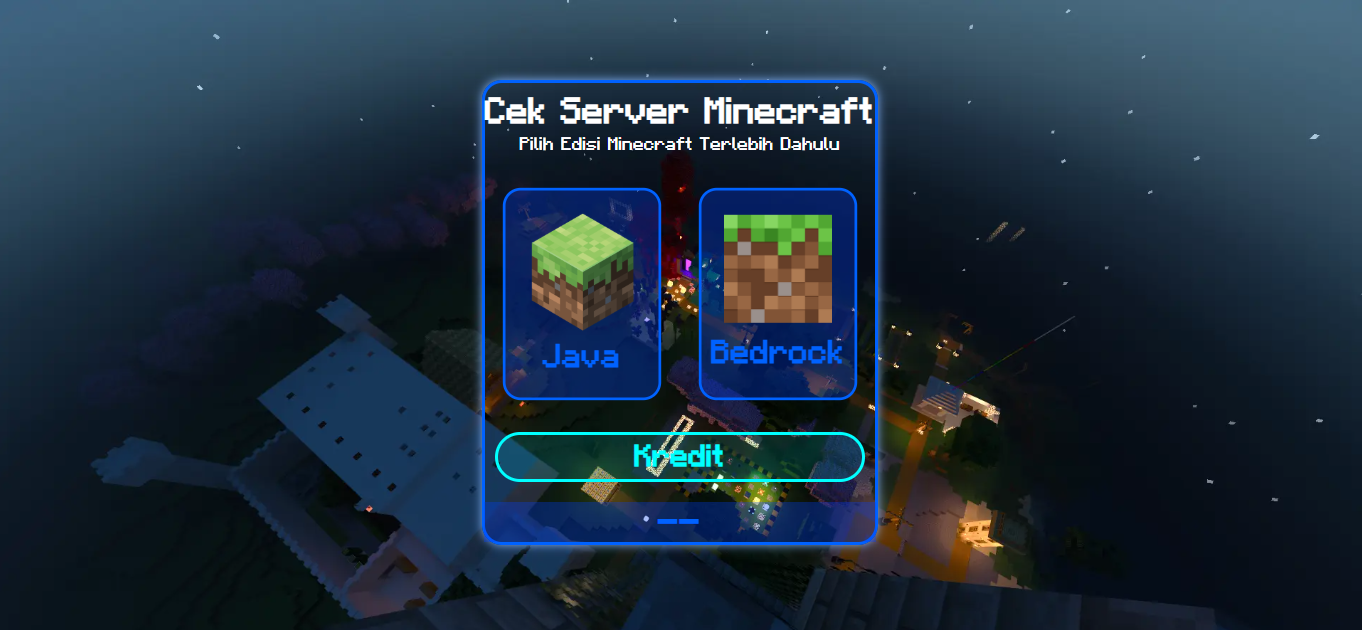 Cek Server Minecraft
Pilih Edisi Minecraft Terlebih Dahulu
Java
Bedrock
Kredit